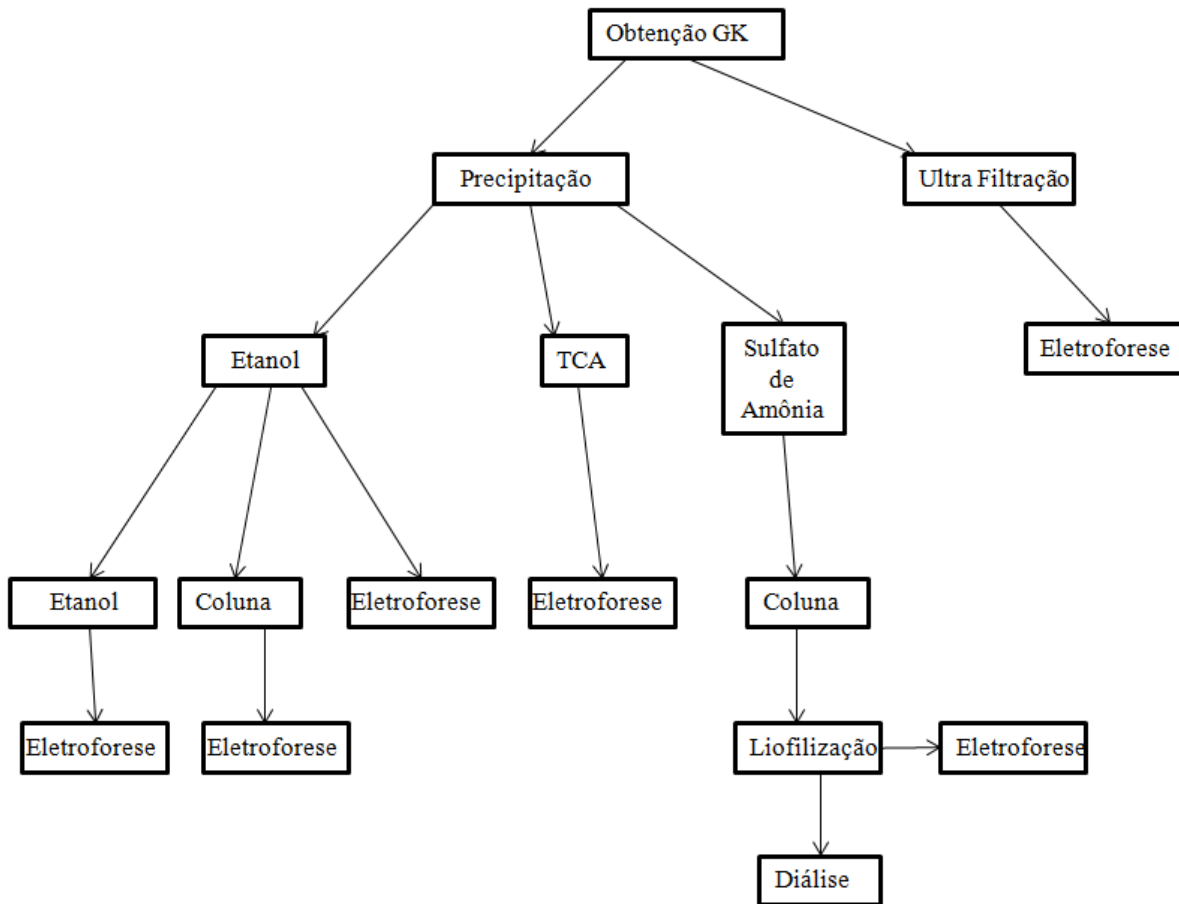 Obtenção GK
Precipitação
Ultra Filtração
Etanol
TCA
Sulfato
de
Amônia
Eletroforese
Etanol
Coluna
Eletroforese
Eletroforese
Coluna
Eletroforese
Eletroforese
Liofilização
Eletroforese
Diálise